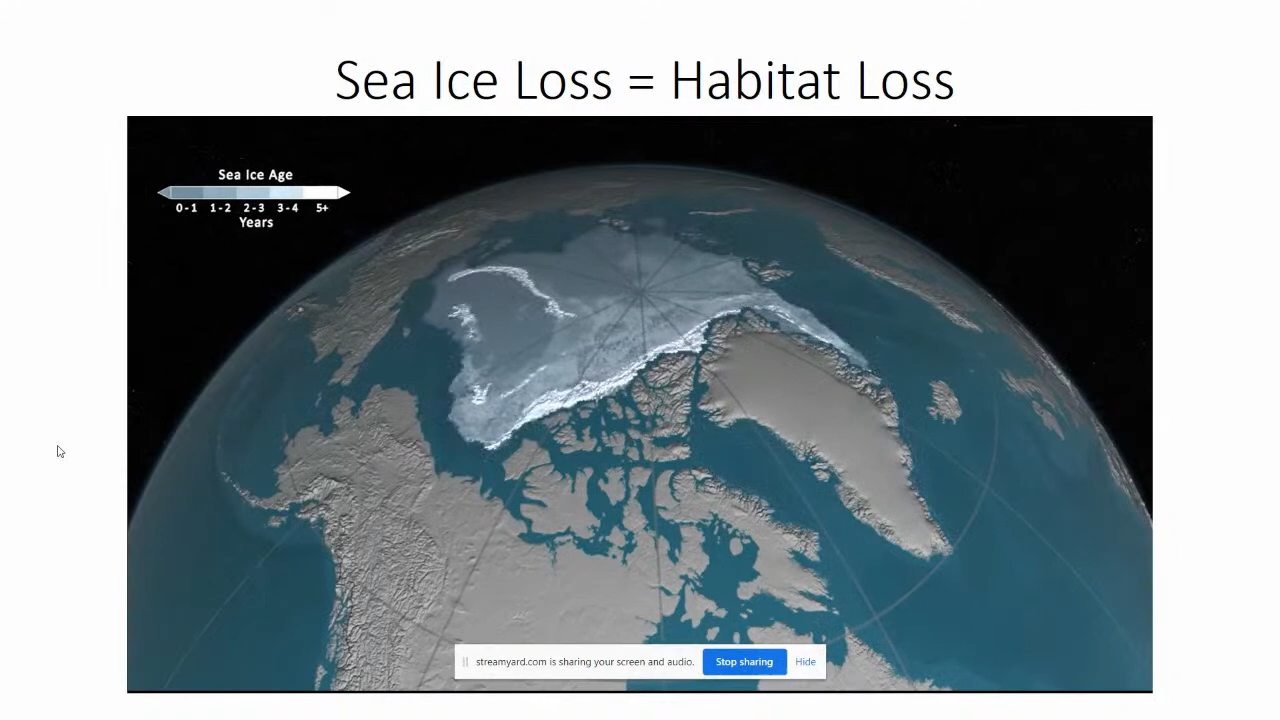 Sea Ice Loss = Habitat Loss
Sea Ice Age
0-1 1-2 2-3 3-4 5+
Years
streamyard.com is sharing your screen and audio. Stop sharing Hide